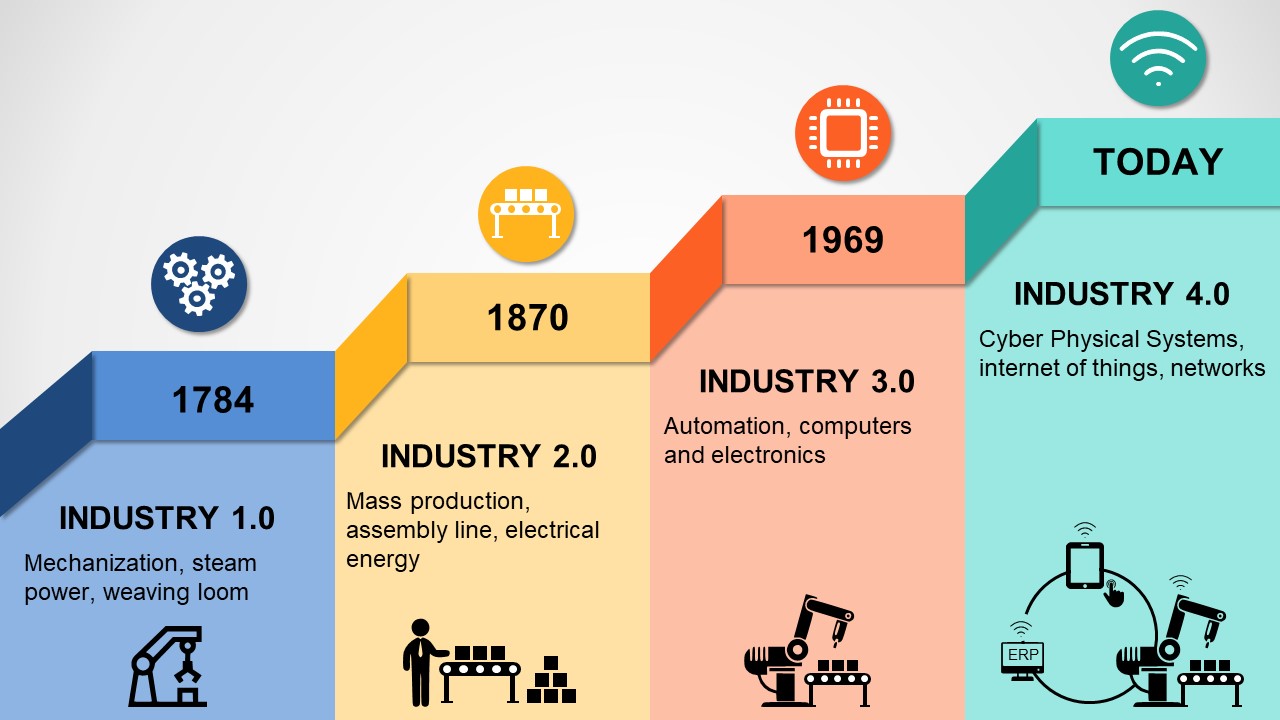 1784
INDUSTRY 1.0
Mechanization, steam
power, weaving loom
1870
INDUSTRY 2.0
Mass production,
assembly line, electrical
energy
1969
INDUSTRY 3.0
Automation, computers
and electronics
TODAY
INDUSTRY 4.0
Cyber Physical Systems,
internet of things, networks
ERP